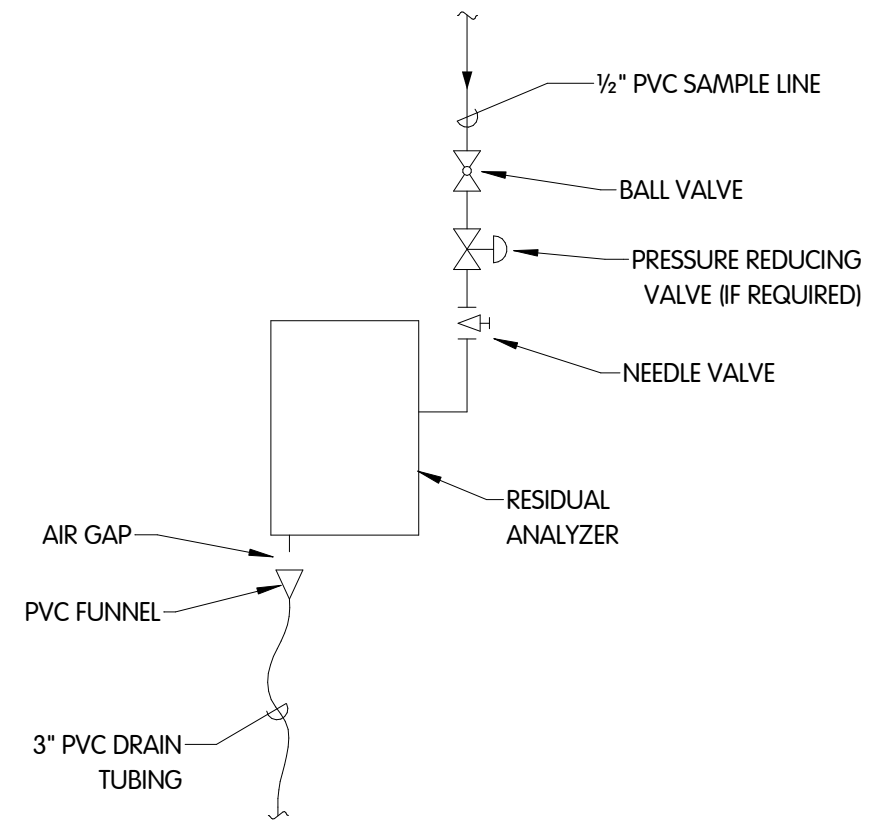 ½" PVC SAMPLE LINE
BALL VALVE
PRESSURE REDUCING
VALVE (IF REQUIRED)
NEEDLE VALVE
RESIDUAL
ANALYZER
AIR GAP
PVC FUNNEL
3" PVC DRAIN
TUBING